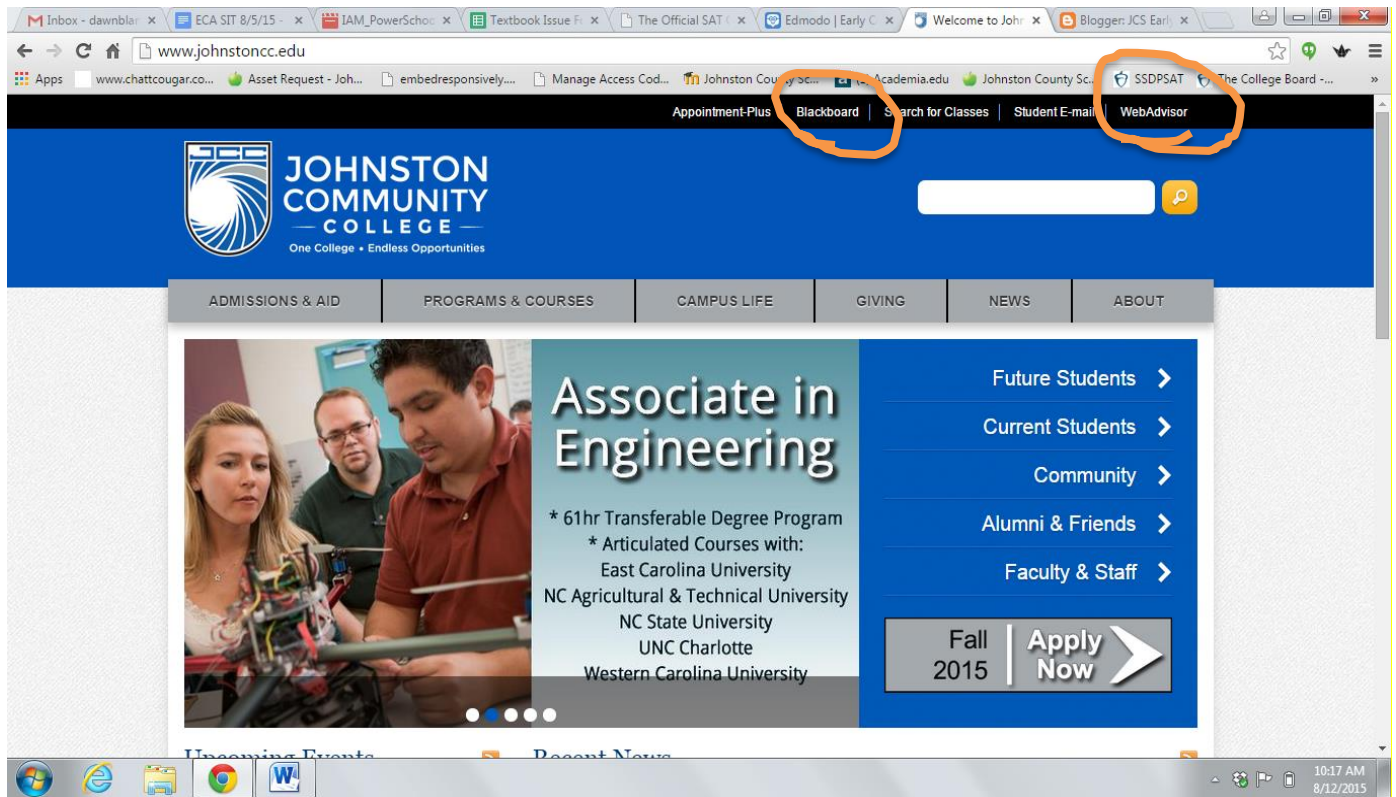 Inbox - dawnblar
ECA SIT 8/5/15 -
IAM_PowerSchoo
Textbook Issue F
The Official SAT
Edmodo | Early C
Welcome to John
Blogger: JCS Early
www.johnstoncc.edu
Apps
www.chattcougar.co...
Asset Request - Joh...
embedresponsively....
Manage Access Cod...
Johnston County Sc...
Academia.edu
Johnston County Sc...
SSDPSAT
The College Board -...
»
Appointment-Plus
Blackboard | Search for Classes | Student E-mail | WebAdvisor
JCC
JOHNSTON
COMMUNITY
COLLEGE
One College • Endless Opportunities
ADMISSIONS & AID
PROGRAMS & COURSES
CAMPUS LIFE
GIVING
NEWS
ABOUT
Associate in
Engineering
* 61hr Transferable Degree Program
* Articulated Courses with:
East Carolina University
NC Agricultural & Technical University
NC State University
UNC Charlotte
Western Carolina University
Future Students
Current Students
Community
Alumni & Friends
Faculty & Staff
Fall
2015
Apply
Now
Upcoming Events
Recent News
10:17 AM
8/12/2015